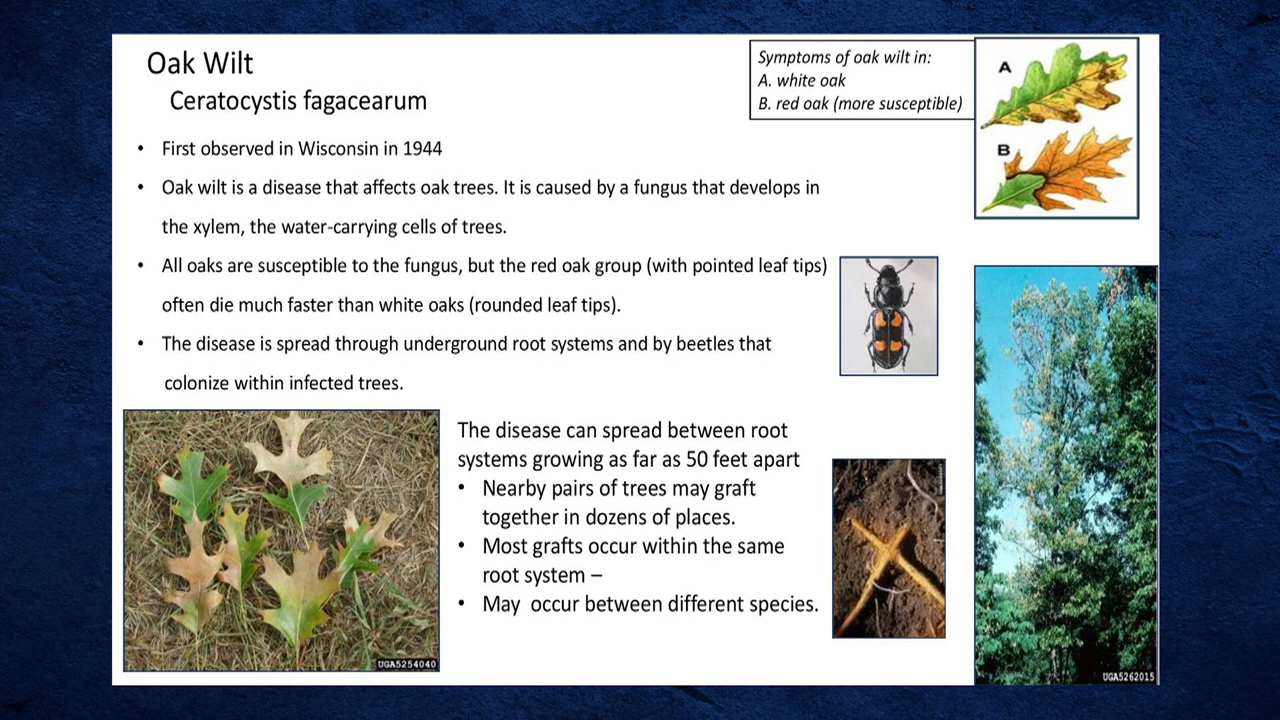 Oak Wilt
Ceratocystis fagacearum
Symptoms of oak wilt in:
A. white oak
B. red oak (more susceptible)
A
B
• First observed in Wisconsin in 1944
• Oak wilt is a disease that affects oak trees. It is caused by a fungus that develops in
the xylem, the water-carrying cells of trees.
• All oaks are susceptible to the fungus, but the red oak group (with pointed leaf tips)
often die much faster than white oaks (rounded leaf tips).
• The disease is spread through underground root systems and by beetles that
colonize within infected trees.
The disease can spread between root
systems growing as far as 50 feet apart
• Nearby pairs of trees may graft
together in dozens of places.
• Most grafts occur within the same
root system –
• May occur between different species.
UGA5254040
UGA5262015